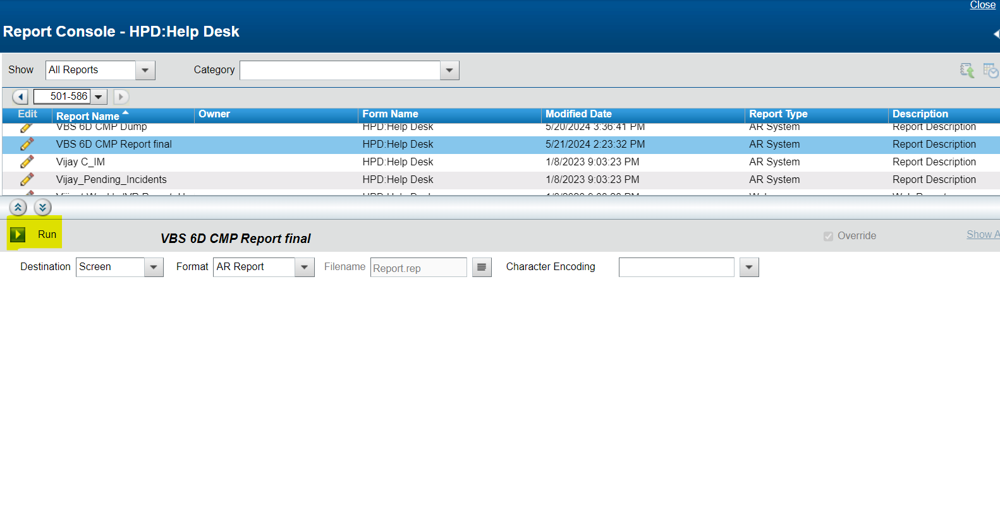 Close
Report Console - HPD:Help Desk
Show All Reports Category
501-586
Edit Report Name Owner Form Name Modified Date Report Type Description
VBS 6D CMP Dump HPD:Help Desk 5/20/2024 3:36:41 PM AR System Report Description
VBS 6D CMP Report final HPD:Help Desk 5/21/2024 2:23:32 PM AR System Report Description
Vijay C_IM HPD:Help Desk 1/8/2023 9:03:23 PM AR System Report Description
Vijay_Pending_Incidents HPD:Help Desk 1/8/2023 9:03:23 PM AR System Report Description
Run VBS 6D CMP Report final Override Show A
Destination Screen Format AR Report Filename Report.rep Character Encoding